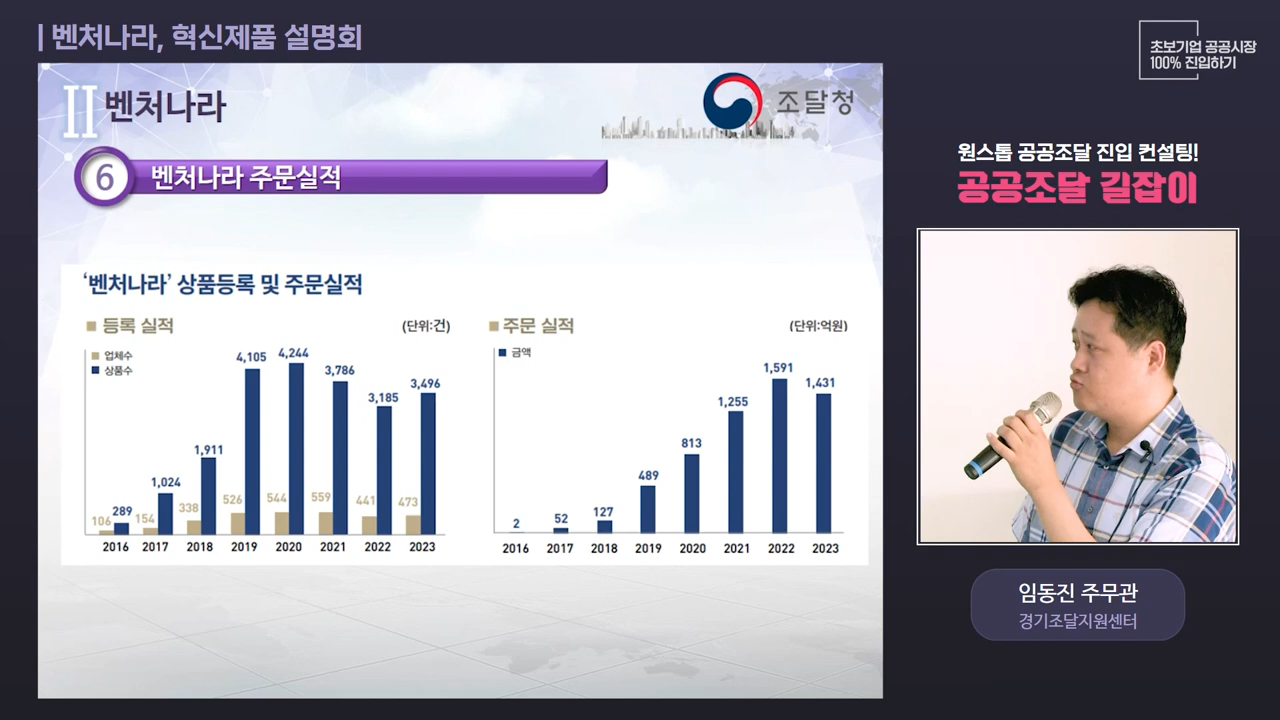 | 벤처나라, 혁신제품 설명회
초보기업 공공시장
100% 진입하기
II 벤처나라
조달청
6 벤처나라 주문실적
'벤처나라' 상품등록 및 주문실적
■ 등록 실적 (단위:건)
업체수
상품수
106 289 154 1,024 338 1,911 526 4,105 544 4,244 559 3,786 441 3,185 473 3,496
2016 2017 2018 2019 2020 2021 2022 2023
■ 주문 실적 (단위:억원)
금액
2 52 127 489 813 1,255 1,591 1,431
2016 2017 2018 2019 2020 2021 2022 2023
원스톱 공공조달 진입 컨설팅!
공공조달 길잡이
임동진 주무관
경기조달지원센터